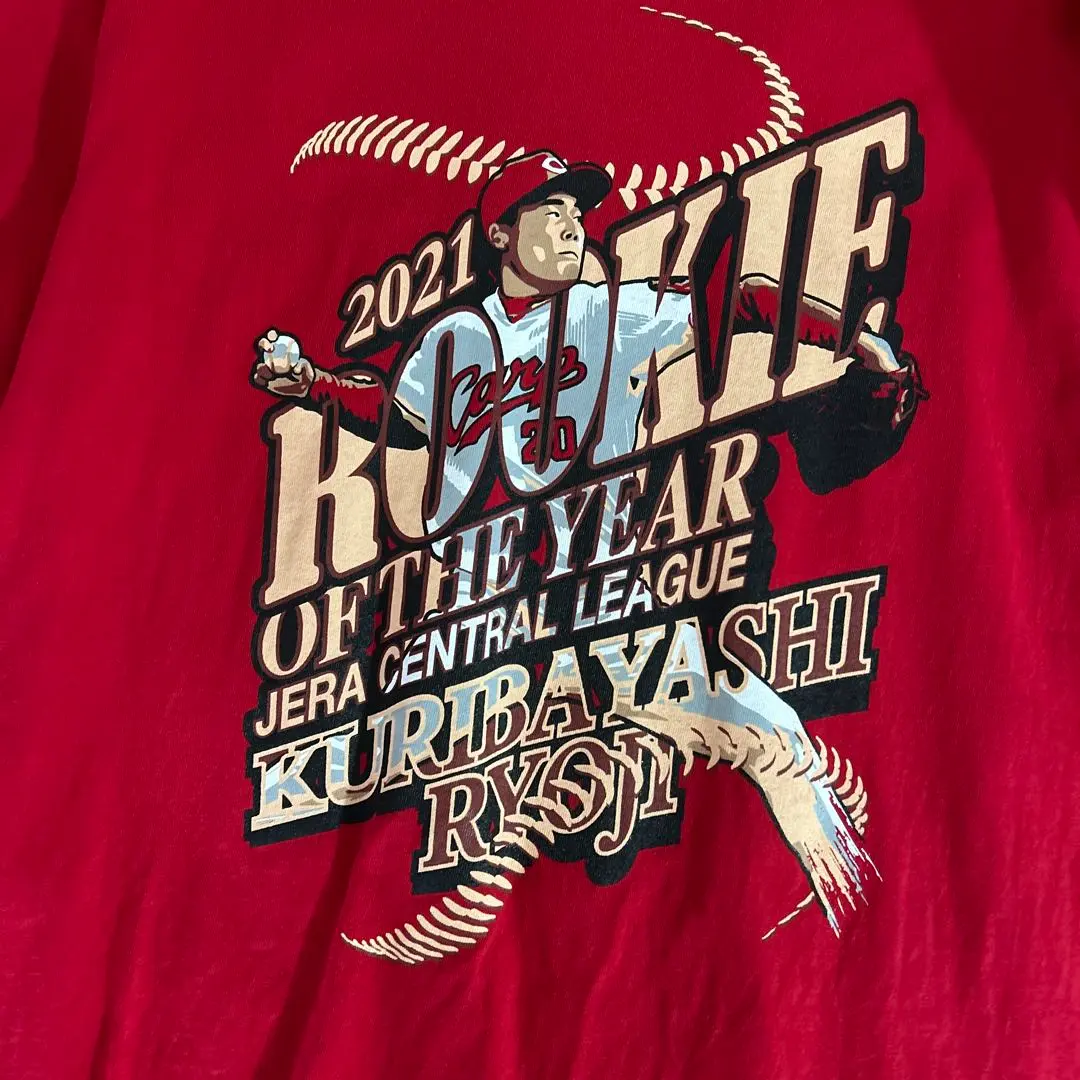 C
2021
ROOKIE
Carp
20
OF THE YEAR
JERA CENTRAL LEAGUE
KURIBAYASHI
RYOJI